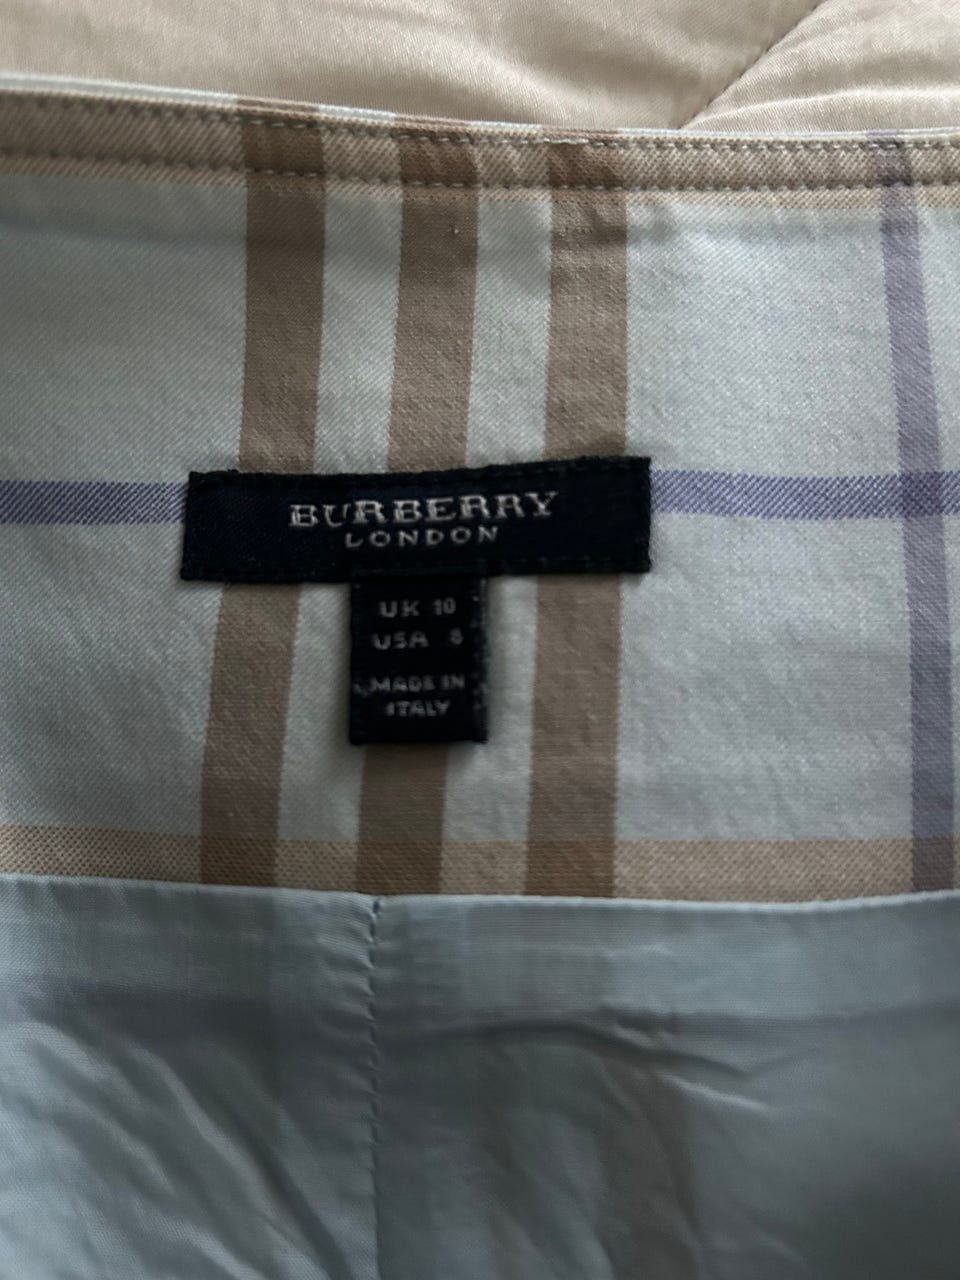 BURBERRY
LONDON
UK 10
USA 8
MADE IN
ITALY